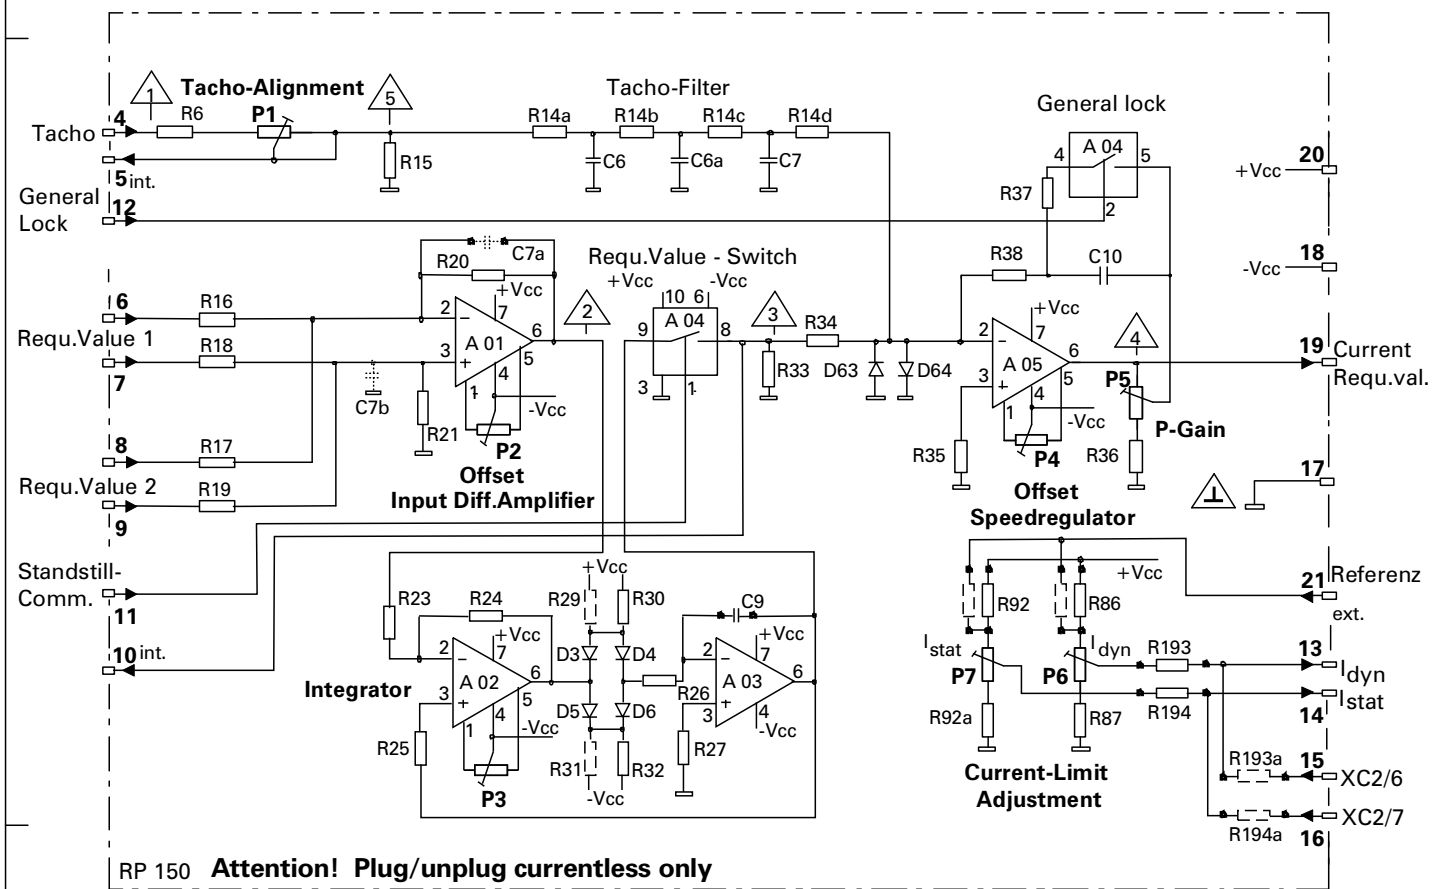 Tacho-Alignment
Tacho-Filter
General lock
1
5
4
R6
P1
R14a
R14b
R14c
R14d
Tacho
R15
C6
C6a
C7
4
A 04
5
20
+Vcc
5 int.
R37
General
Lock
12
2
C7a
R20
Requ.Value - Switch
R38
C10
18
-Vcc
+Vcc
-Vcc
+Vcc
6
R16
2
7
2
10
6
3
R34
+Vcc
Requ.Value 1
A 01
6
9
A 04
8
2
7
4
19
Current
Requ.val.
R18
3
5
R33
D63
D64
A 05
6
7
4
3
1
3
5
P5
C7b
1
-Vcc
4
1
-Vcc
P-Gain
R21
P2
8
R17
R35
P4
R36
17
Offset
Input Diff.Amplifier
Requ.Value 2
R19
Offset
Speedregulator
⊥
9
Standstill-
Comm.
11
+Vcc
+Vcc
21
Referenz
ext.
R23
R24
R29
R30
C9
R92
R86
10 int.
+Vcc
+Vcc
Istat
Idyn
R193
13
Idyn
2
7
D3
D4
2
7
Integrator
A 02
6
A 03
6
P7
P6
3
5
R26
R194
Istat
14
4
D5
D6
3
4
1
-Vcc
-Vcc
R92a
R87
R25
R31
R32
R27
R193a
15
XC2/6
P3
-Vcc
Current-Limit
Adjustment
XC2/7
R194a
16
RP 150 Attention! Plug/unplug currentless only